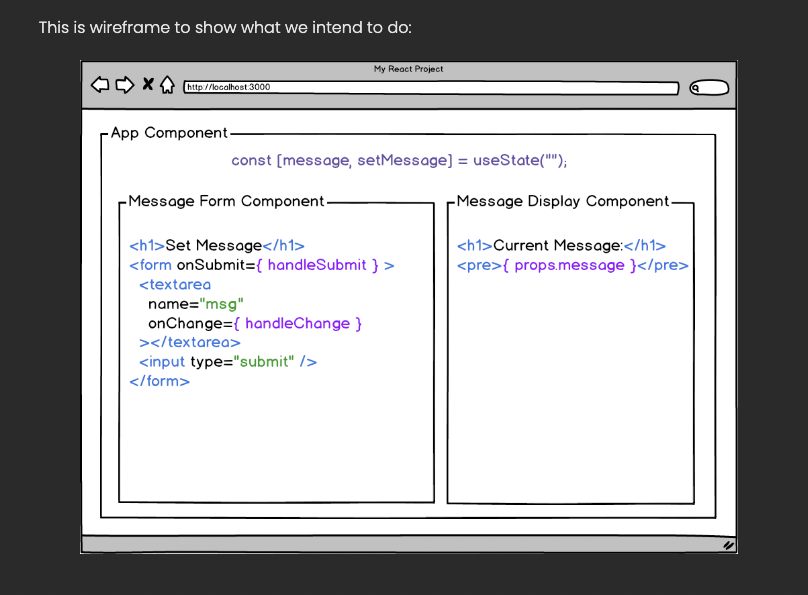 This is wireframe to show what we intend to do:
My React Project
http://localhost:3000
App Component
const [message, setMessage] = useState("");
Message Form Component
<h1>Set Message</h1>
<form onSubmit={ handleSubmit } >
<textarea
name="msg"
onChange={ handleChange }
></textarea>
<input type="submit" />
</form>
Message Display Component
<h1>Current Message:</h1>
<pre>{ props.message }</pre>